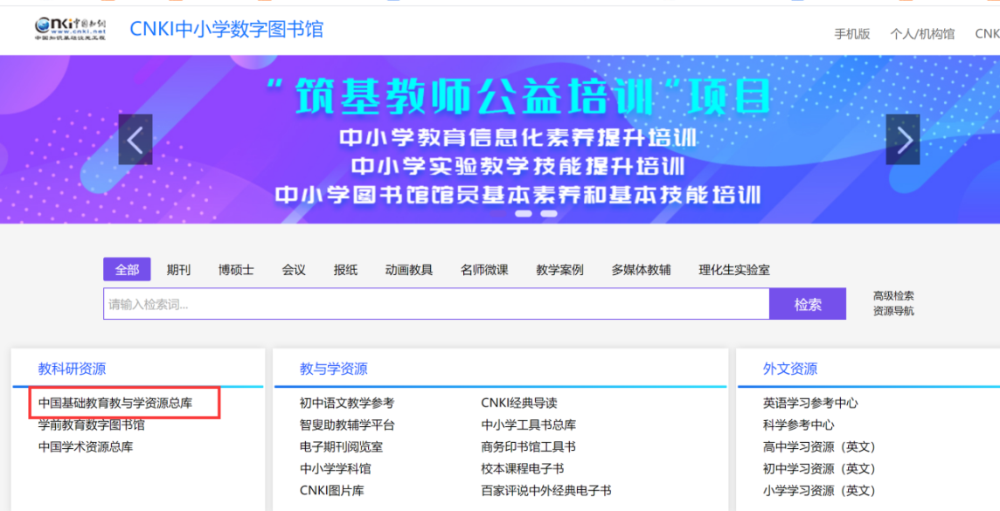 CNKi中国知网
www.cnki.net
中国知识基础设施工程
CNKI中小学数字图书馆
手机版 个人/机构馆 CNK
“筑基教师公益培训”项目
中小学教育信息化素养提升培训
中小学实验教学技能提升培训
中小学图书馆馆员基本素养和基本技能培训
全部 期刊 博硕士 会议 报纸 动画教具 名师微课 教学案例 多媒体教辅 理化生实验室
请输入检索词... 检索
高级检索
资源导航
教科研资源
中国基础教育教与学资源总库
学前教育数字图书馆
中国学术资源总库
教与学资源
初中语文教学参考 CNKI经典导读
智叟助教辅学平台 中小学工具书总库
电子期刊阅览室 商务印书馆工具书
中小学学科馆 校本课程电子书
CNKI图片库 百家评说中外经典电子书
外文资源
英语学习参考中心
科学参考中心
高中学习资源（英文）
初中学习资源（英文）
小学学习资源（英文）